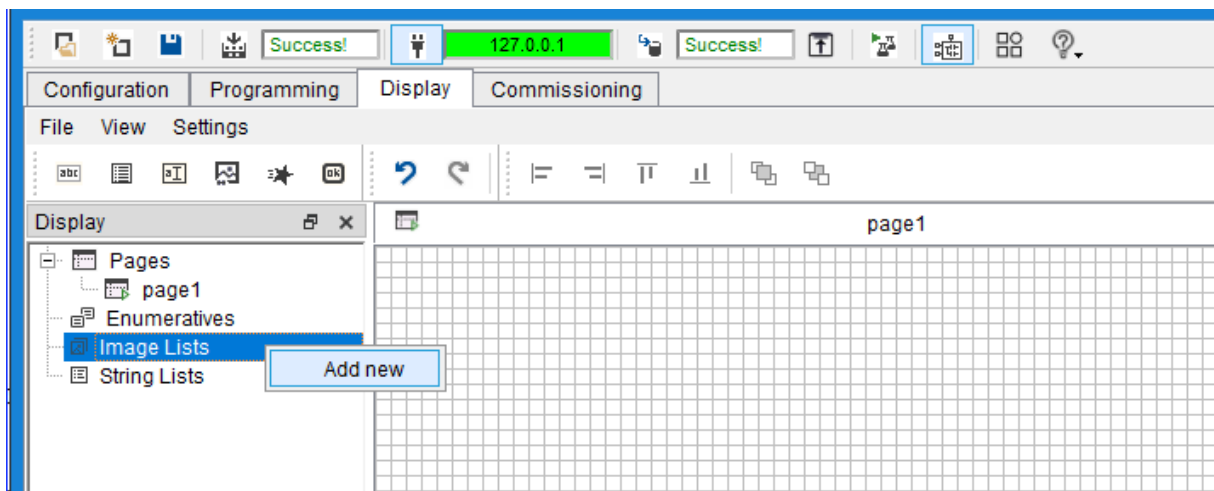 Success! 127.0.0.1 Success!
Configuration Programming Display Commissioning
File View Settings
abc aI OK
Display page1
Pages
page1
Enumeratives
Image Lists
Add new
String Lists